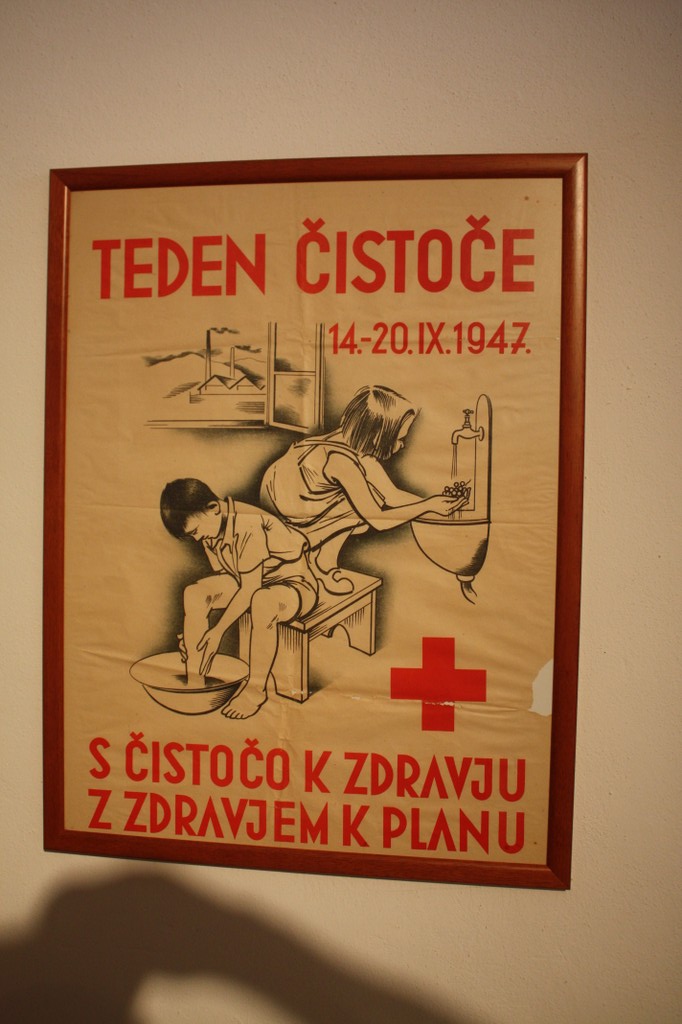 TEDEN ČISTOČE
14.-20.IX.1947.
S ČISTOČO K ZDRAVJU
Z ZDRAVJEM K PLANU